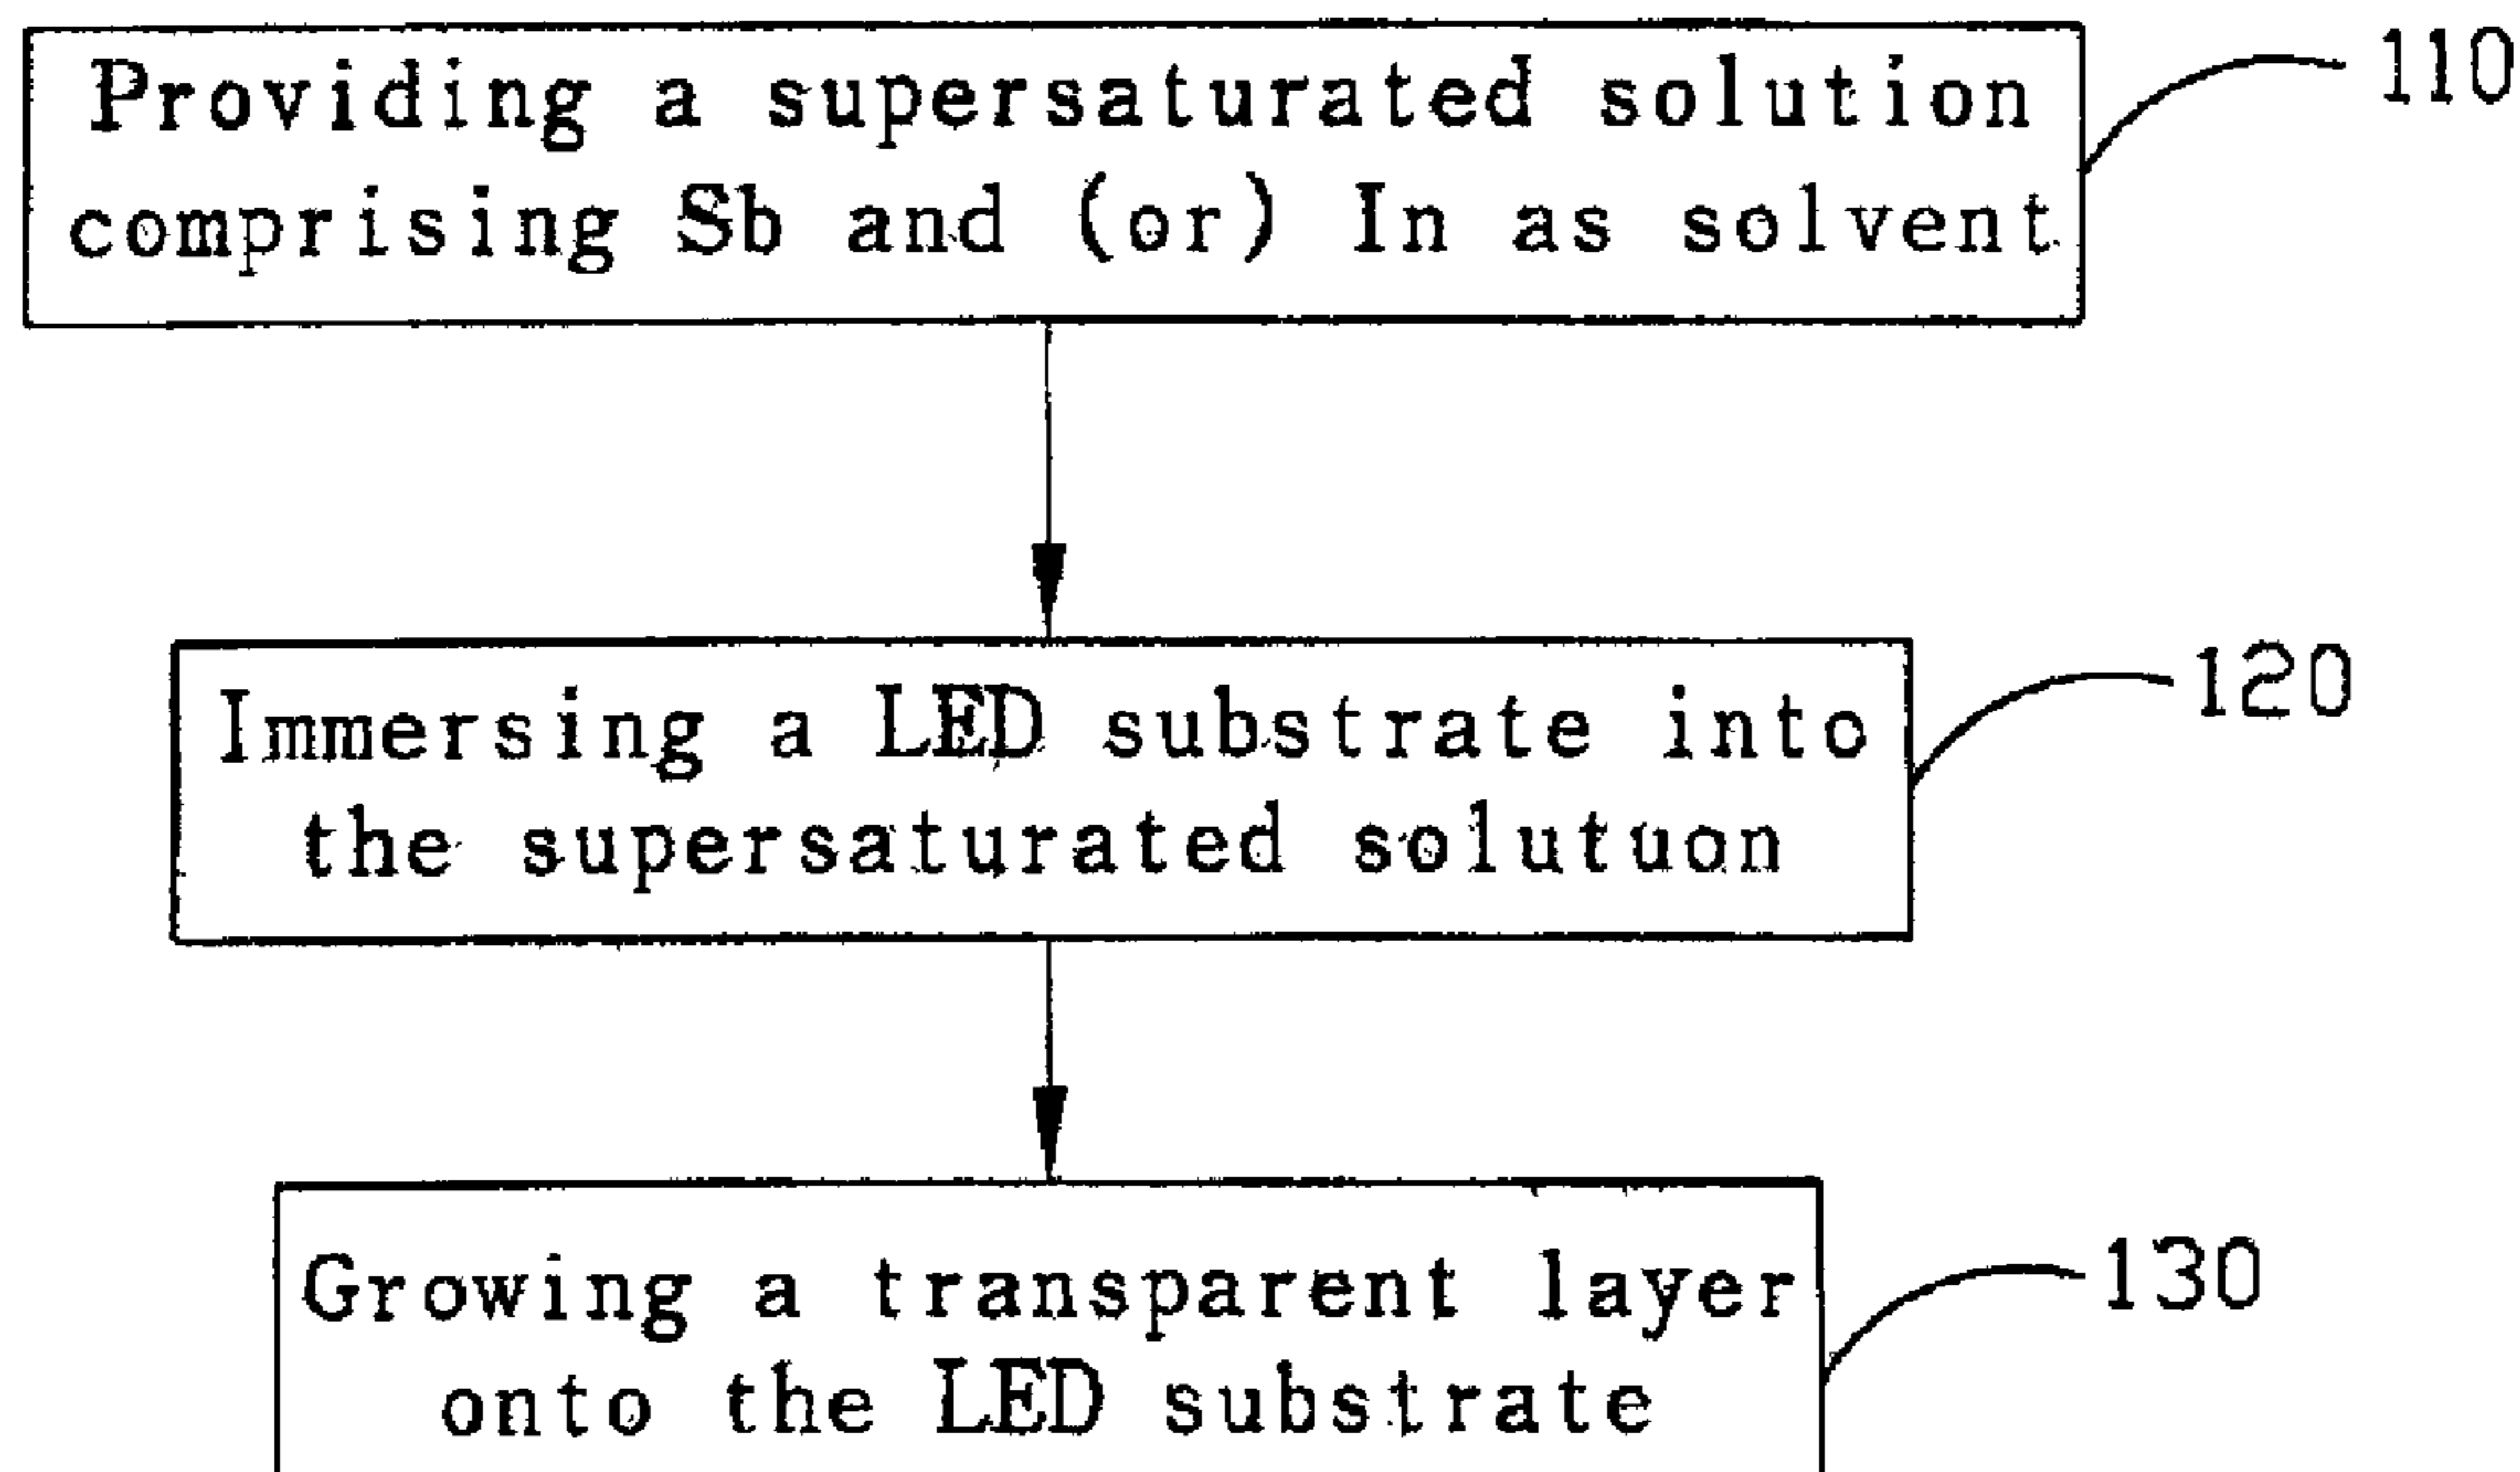 Providing a supersaturated solution 110
comprising Sb and (or) In as solvent
Immersing a LED substrate into 120
the supersaturated solutuon
Growing a transparent layer 130
onto the LED substrate